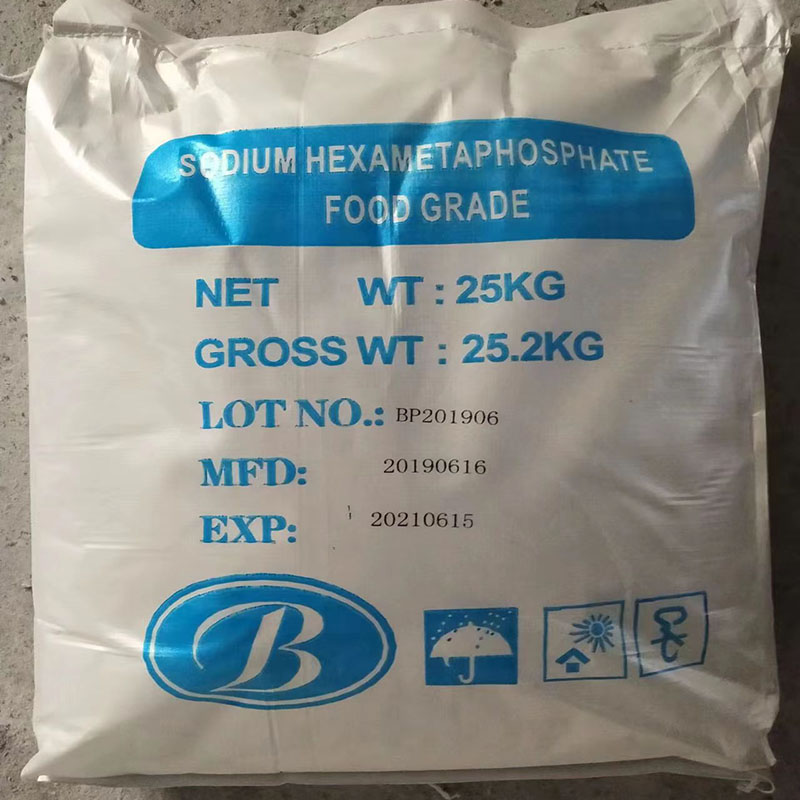 SODIUM HEXAMETAPHOSPHATE
FOOD GRADE
NET WT : 25KG
GROSS WT : 25.2KG
LOT NO.: BP201906
MFD: 20190616
EXP: 20210615
B